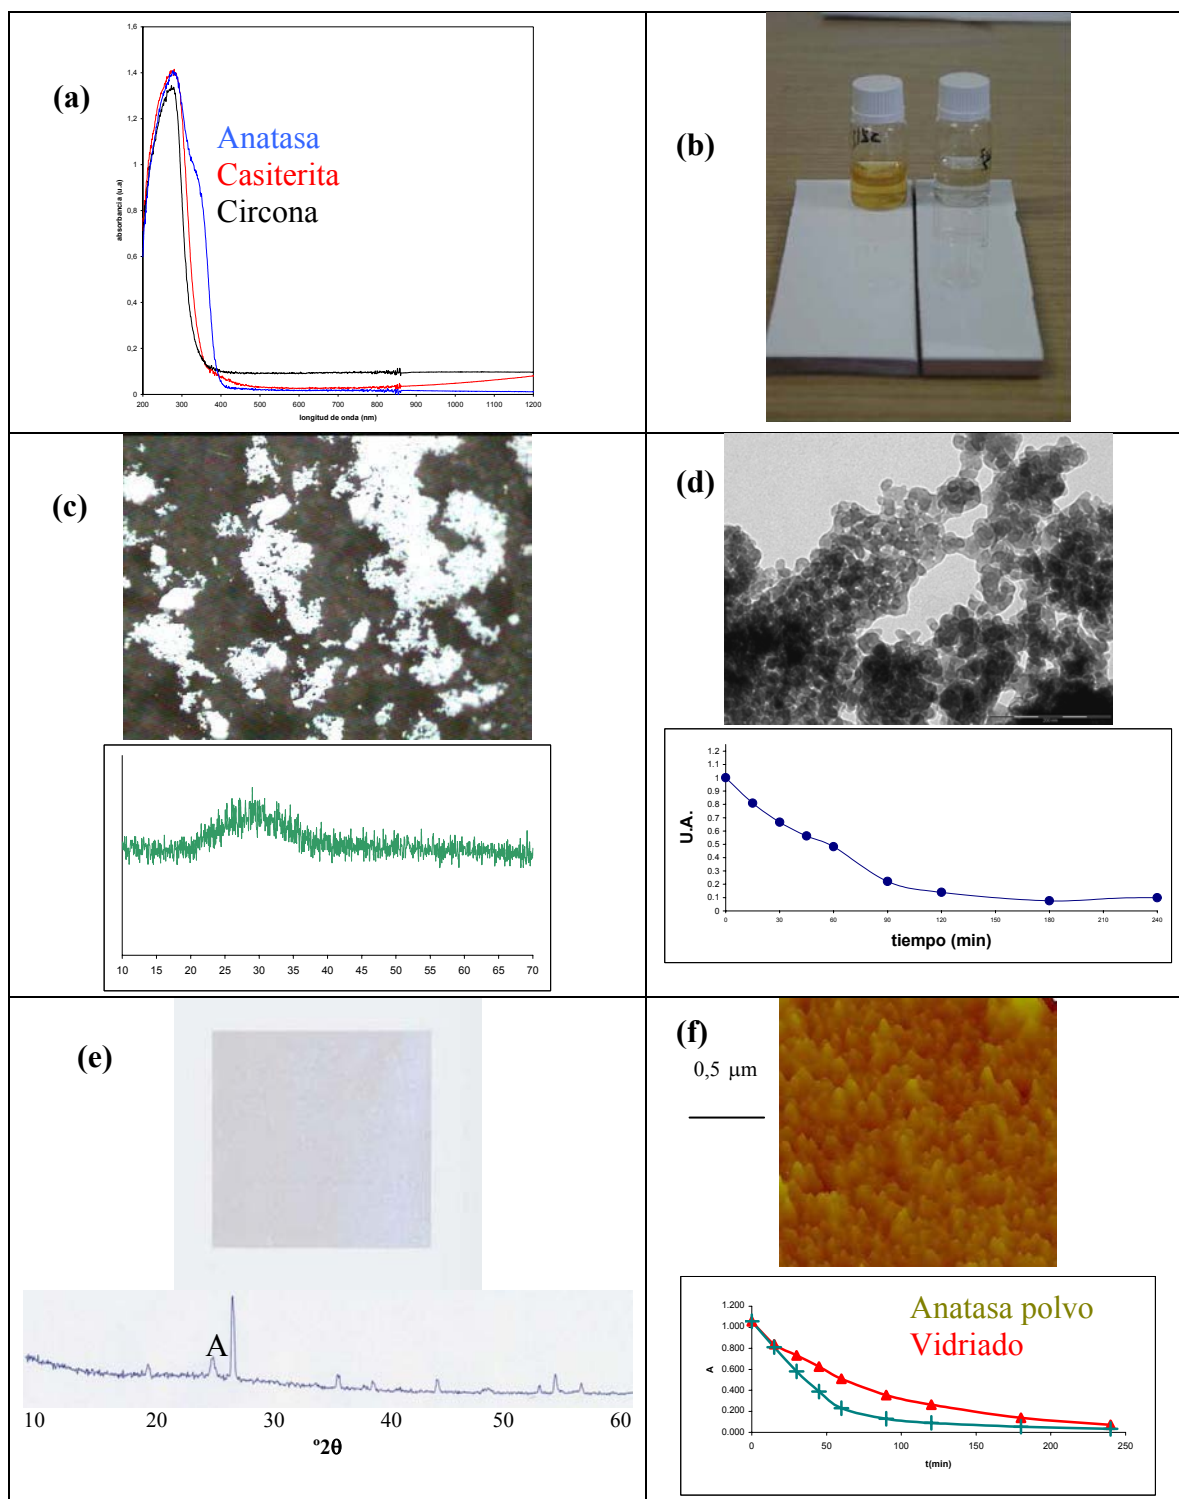 (a)
1,6
1,4
1,2
1
0,8
0,6
0,4
0,2
0
absorbancia (u.a)
Anatasa
Casiterita
Circona
200 300 400 500 600 700 800 900 1000 1100 1200
longitud de onda (nm)
(b)
(c)
10 15 20 25 30 35 40 45 50 55 60 65 70
(d)
1.2
1.1
1
0.9
0.8
0.7
0.6
0.5
0.4
0.3
0.2
0.1
0
U.A.
0 30 60 90 120 150 180 210 240
tiempo (min)
(e)
A
10 20 30 40 50 60
°2θ
(f)
0,5 μm
1.200
1.000
0.800
0.600
0.400
0.200
0.000
A
Anatasa polvo
Vidriado
0 50 100 150 200 250
t(min)